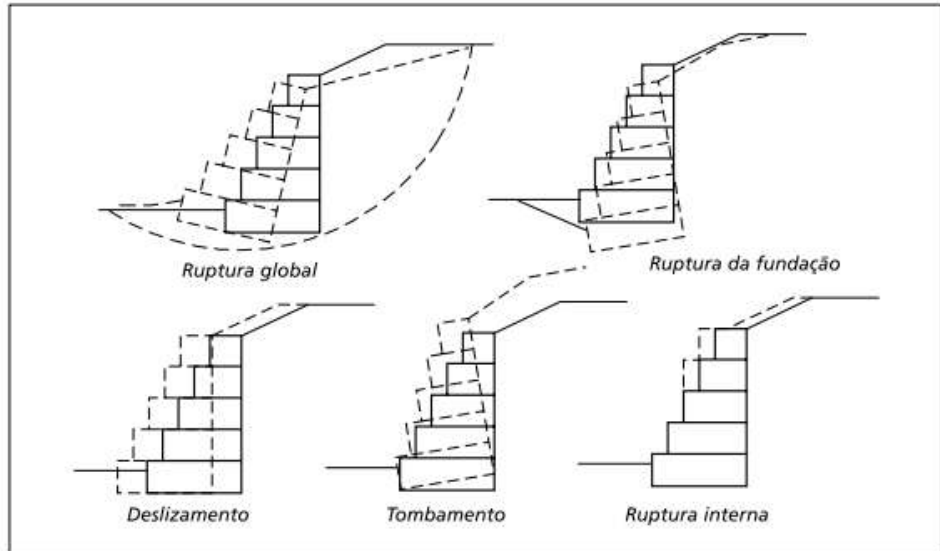 Ruptura global
Ruptura da fundação
Deslizamento
Tombamento
Ruptura interna